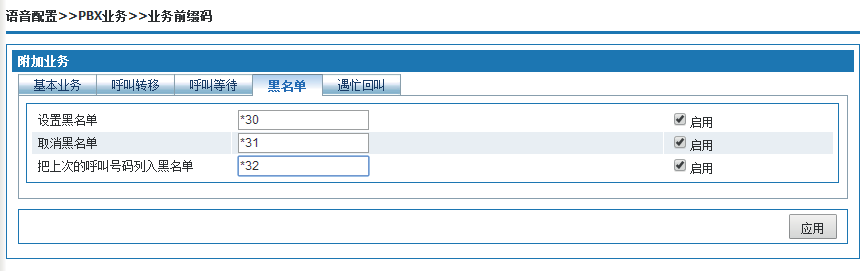 语音配置>>PBX业务>>业务前缀码
附加业务
基本业务 呼叫转移 呼叫等待 黑名单 遇忙回叫
设置黑名单 *30 启用
取消黑名单 *31 启用
把上次的呼叫号码列入黑名单 *32 启用
应用